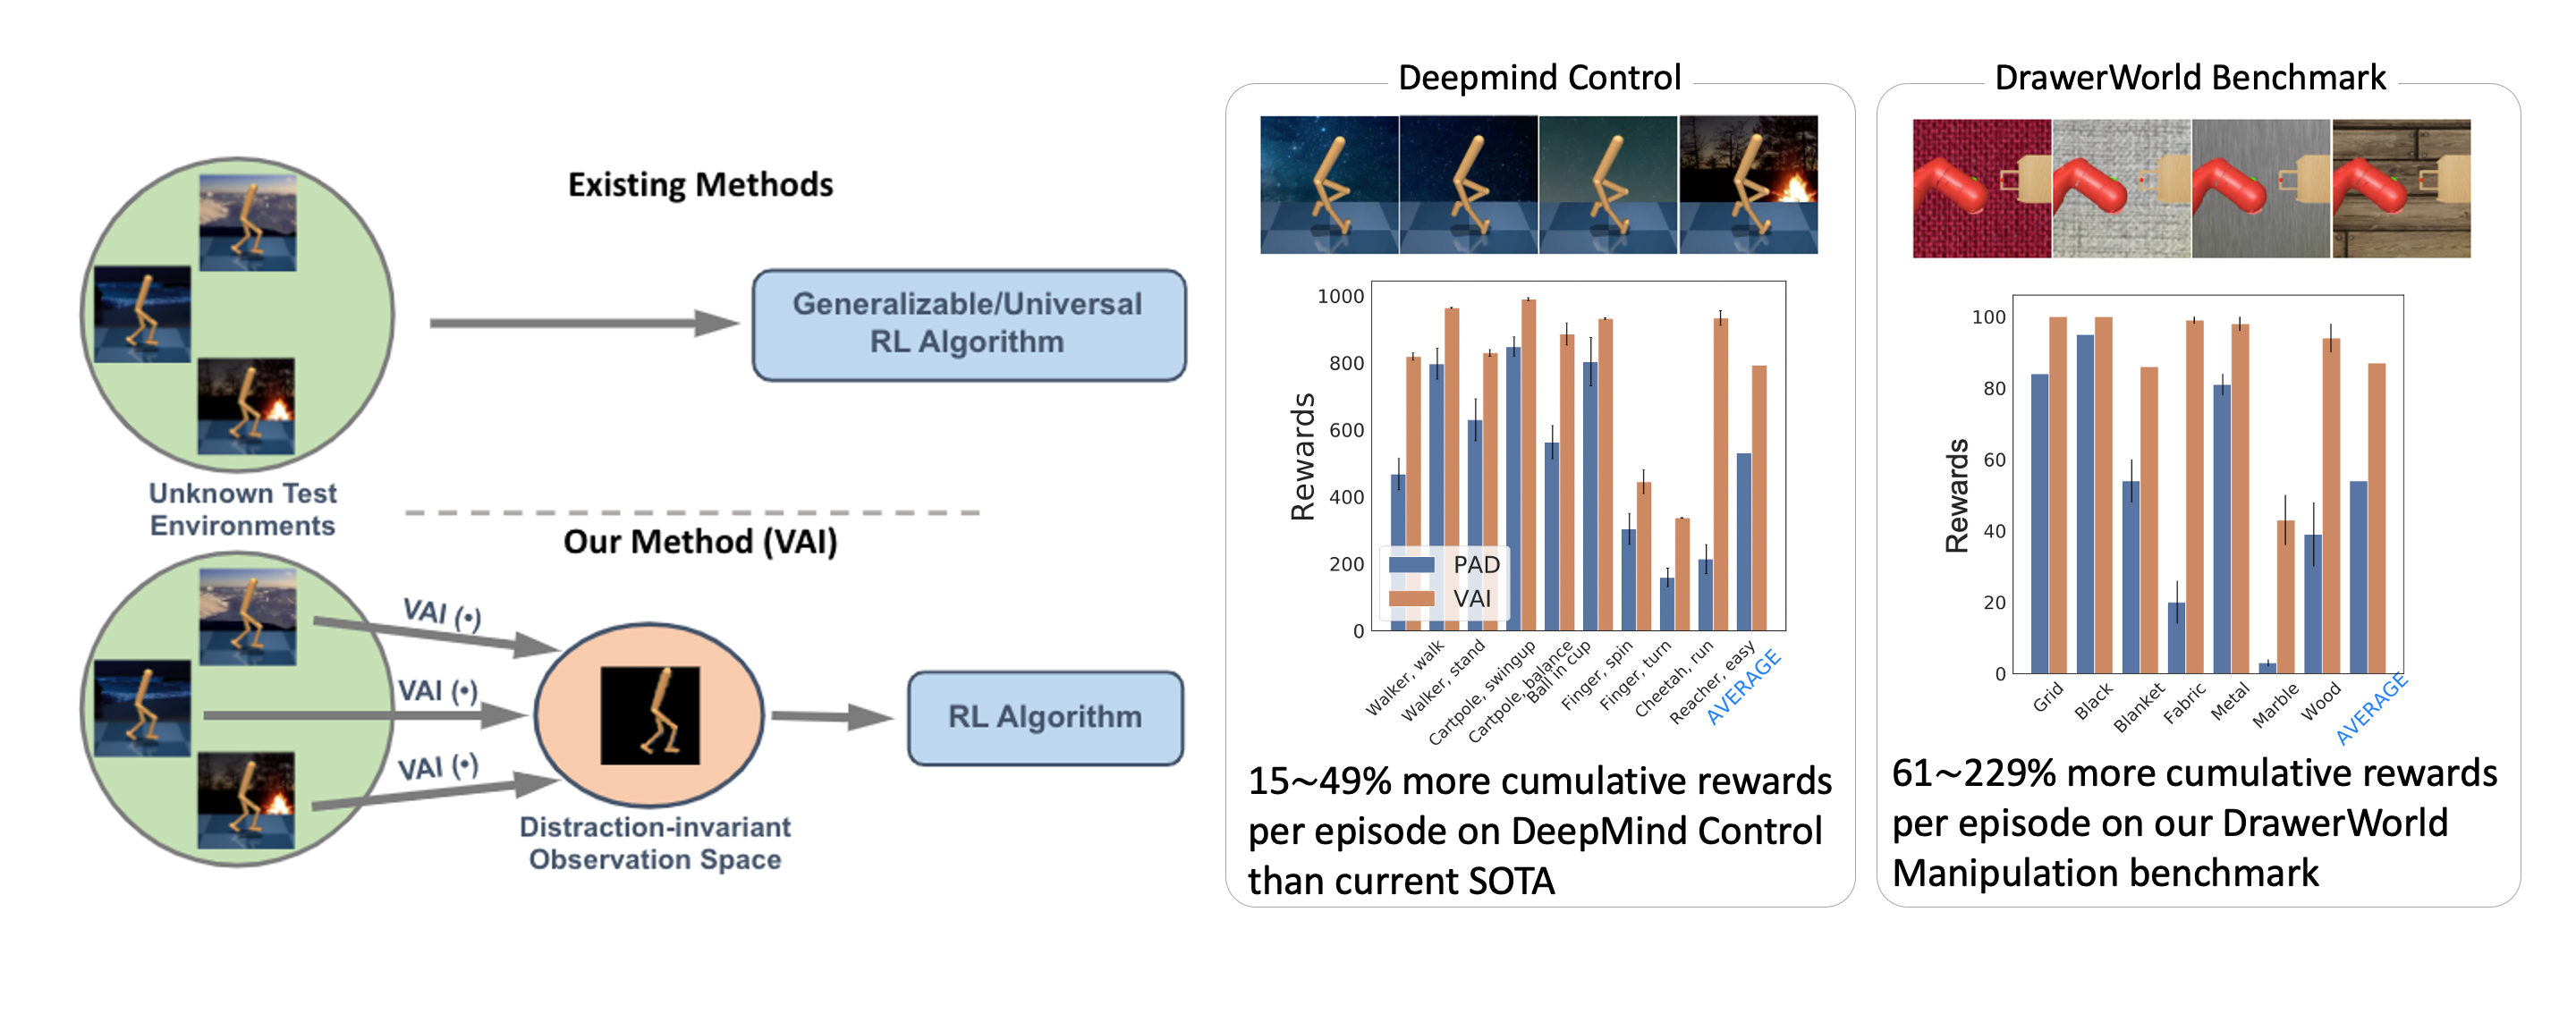 Existing Methods
Generalizable/Universal
RL Algorithm
Unknown Test
Environments
Our Method (VAI)
VAI (•)
VAI (•)
VAI (•)
RL Algorithm
Distraction-invariant
Observation Space
Deepmind Control
Rewards
1000
800
600
400
200
0
PAD
VAI
Walker, walk
Walker, stand
Cartpole, swingup
Cartpole, balance
Ball in cup
Finger, spin
Finger, turn
Cheetah, run
Reacher, easy
AVERAGE
15~49% more cumulative rewards
per episode on DeepMind Control
than current SOTA
DrawerWorld Benchmark
Rewards
100
80
60
40
20
0
Grid
Black
Blanket
Fabric
Metal
Marble
Wood
AVERAGE
61~229% more cumulative rewards
per episode on our DrawerWorld
Manipulation benchmark